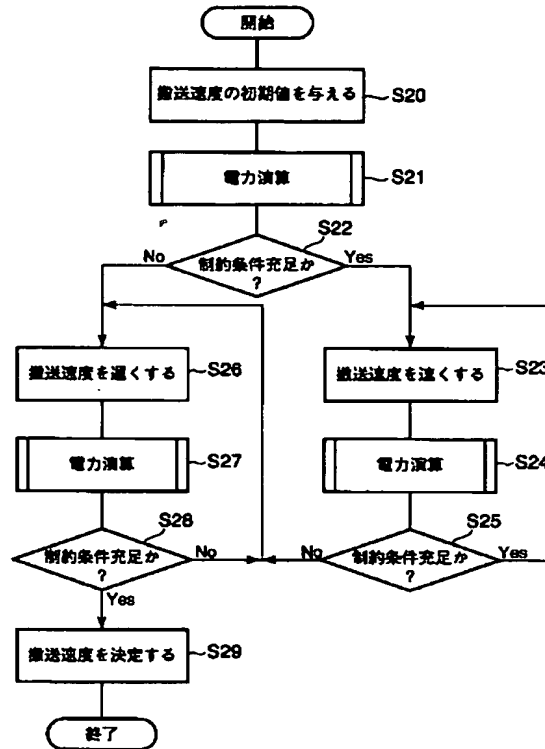 開始
搬送速度の初期値を与える
S20
電力演算
S21
S22
制約条件充足か
?
No
Yes
搬送速度を遅くする
S26
搬送速度を速くする
S23
電力演算
S27
電力演算
S24
S28
制約条件充足か
?
No
Yes
S25
制約条件充足か
?
No
Yes
搬送速度を決定する
S29
終了